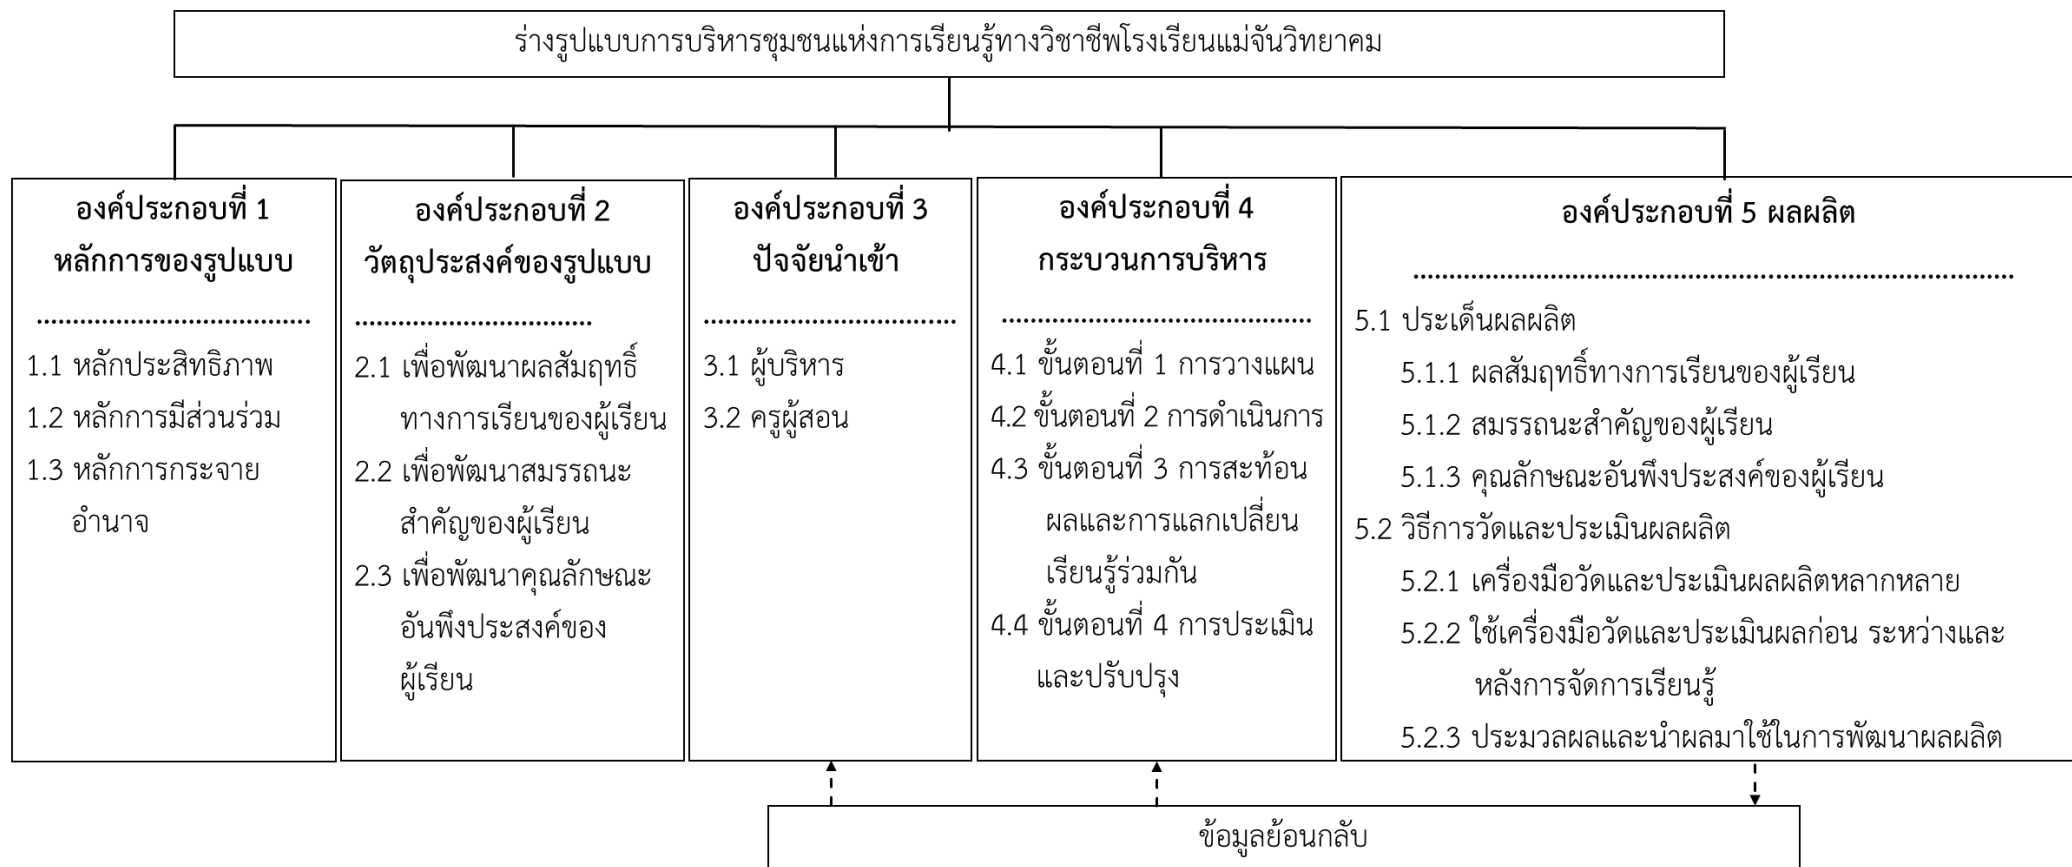 ร่างรูปแบบการบริหารชุมชนแห่งการเรียนรู้ทางวิชาชีพโรงเรียนแม่จันวิทยาคม
องค์ประกอบที่ 1
หลักการของรูปแบบ
......................................
1.1 หลักประสิทธิภาพ
1.2 หลักการมีส่วนร่วม
1.3 หลักการกระจาย
อำนาจ
องค์ประกอบที่ 2
วัตถุประสงค์ของรูปแบบ
.................................
2.1 เพื่อพัฒนาผลสัมฤทธิ์
ทางการเรียนของผู้เรียน
2.2 เพื่อพัฒนาสมรรถนะ
สำคัญของผู้เรียน
2.3 เพื่อพัฒนาคุณลักษณะ
อันพึงประสงค์ของ
ผู้เรียน
องค์ประกอบที่ 3
ปัจจัยนำเข้า
...................................
3.1 ผู้บริหาร
3.2 ครูผู้สอน
องค์ประกอบที่ 4
กระบวนการบริหาร
...........................................
4.1 ขั้นตอนที่ 1 การวางแผน
4.2 ขั้นตอนที่ 2 การดำเนินการ
4.3 ขั้นตอนที่ 3 การสะท้อน
ผลและการแลกเปลี่ยน
เรียนรู้ร่วมกัน
4.4 ขั้นตอนที่ 4 การประเมิน
และปรับปรุง
องค์ประกอบที่ 5 ผลผลิต
...................................................................................
5.1 ประเด็นผลผลิต
5.1.1 ผลสัมฤทธิ์ทางการเรียนของผู้เรียน
5.1.2 สมรรถนะสำคัญของผู้เรียน
5.1.3 คุณลักษณะอันพึงประสงค์ของผู้เรียน
5.2 วิธีการวัดและประเมินผลผลิต
5.2.1 เครื่องมือวัดและประเมินผลผลิตหลากหลาย
5.2.2 ใช้เครื่องมือวัดและประเมินผลก่อน ระหว่างและ
หลังการจัดการเรียนรู้
5.2.3 ประมวลผลและนำผลมาใช้ในการพัฒนาผลผลิต
ข้อมูลย้อนกลับ